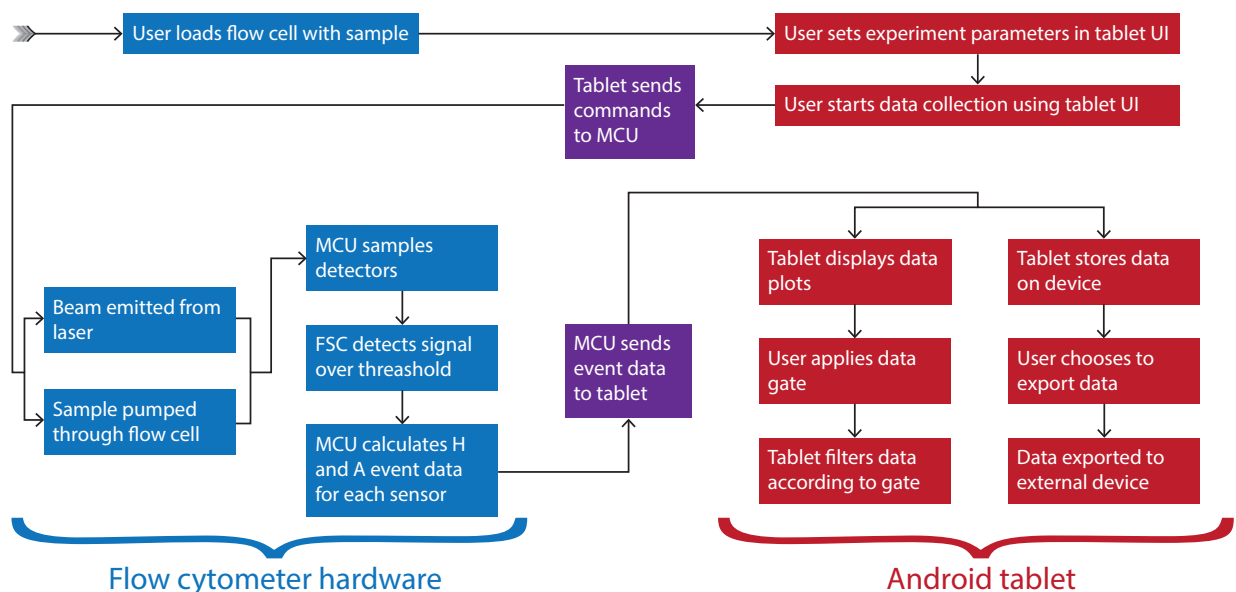 User loads flow cell with sample
User sets experiment parameters in tablet UI
User starts data collection using tablet UI
Tablet sends
commands
to MCU
Beam emitted from
laser
Sample pumped
through flow cell
MCU samples
detectors
FSC detects signal
over threashold
MCU calculates H
and A event data
for each sensor
MCU sends
event data
to tablet
Tablet displays data
plots
User applies data
gate
Tablet filters data
according to gate
Tablet stores data
on device
User chooses to
export data
Data exported to
external device
Flow cytometer hardware
Android tablet